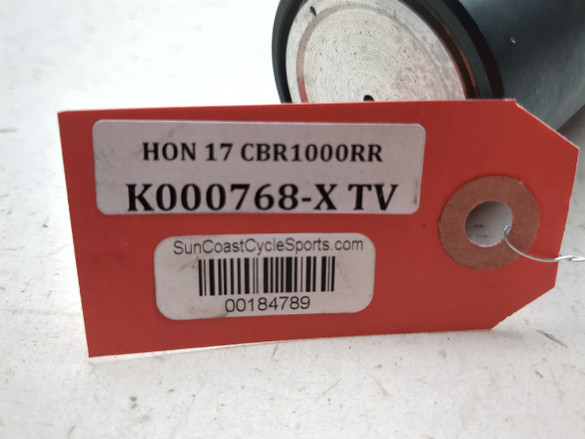 HON 17 CBR1000RR
K000768-X TV
SunCoastCycleSports.com
00184789